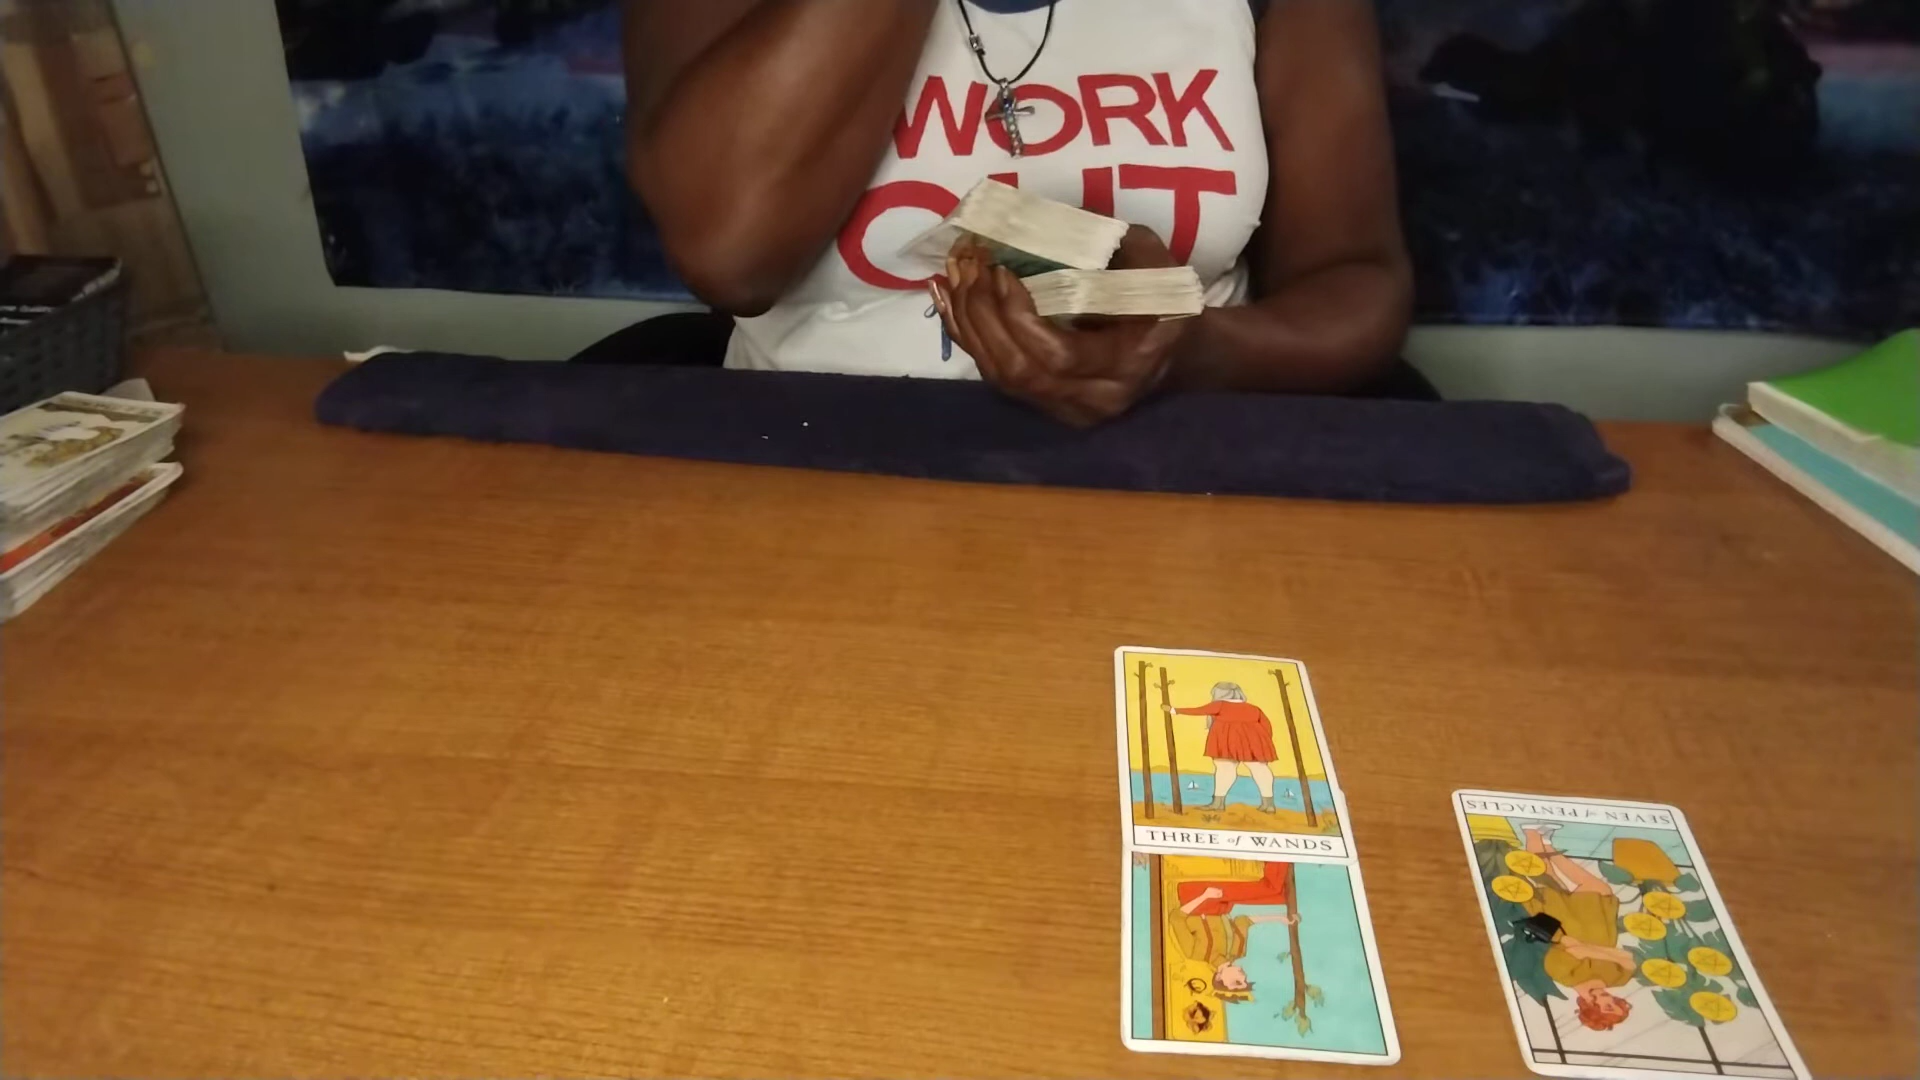 WORK
OUT
THREE of WANDS
SEVEN of PENTACLES